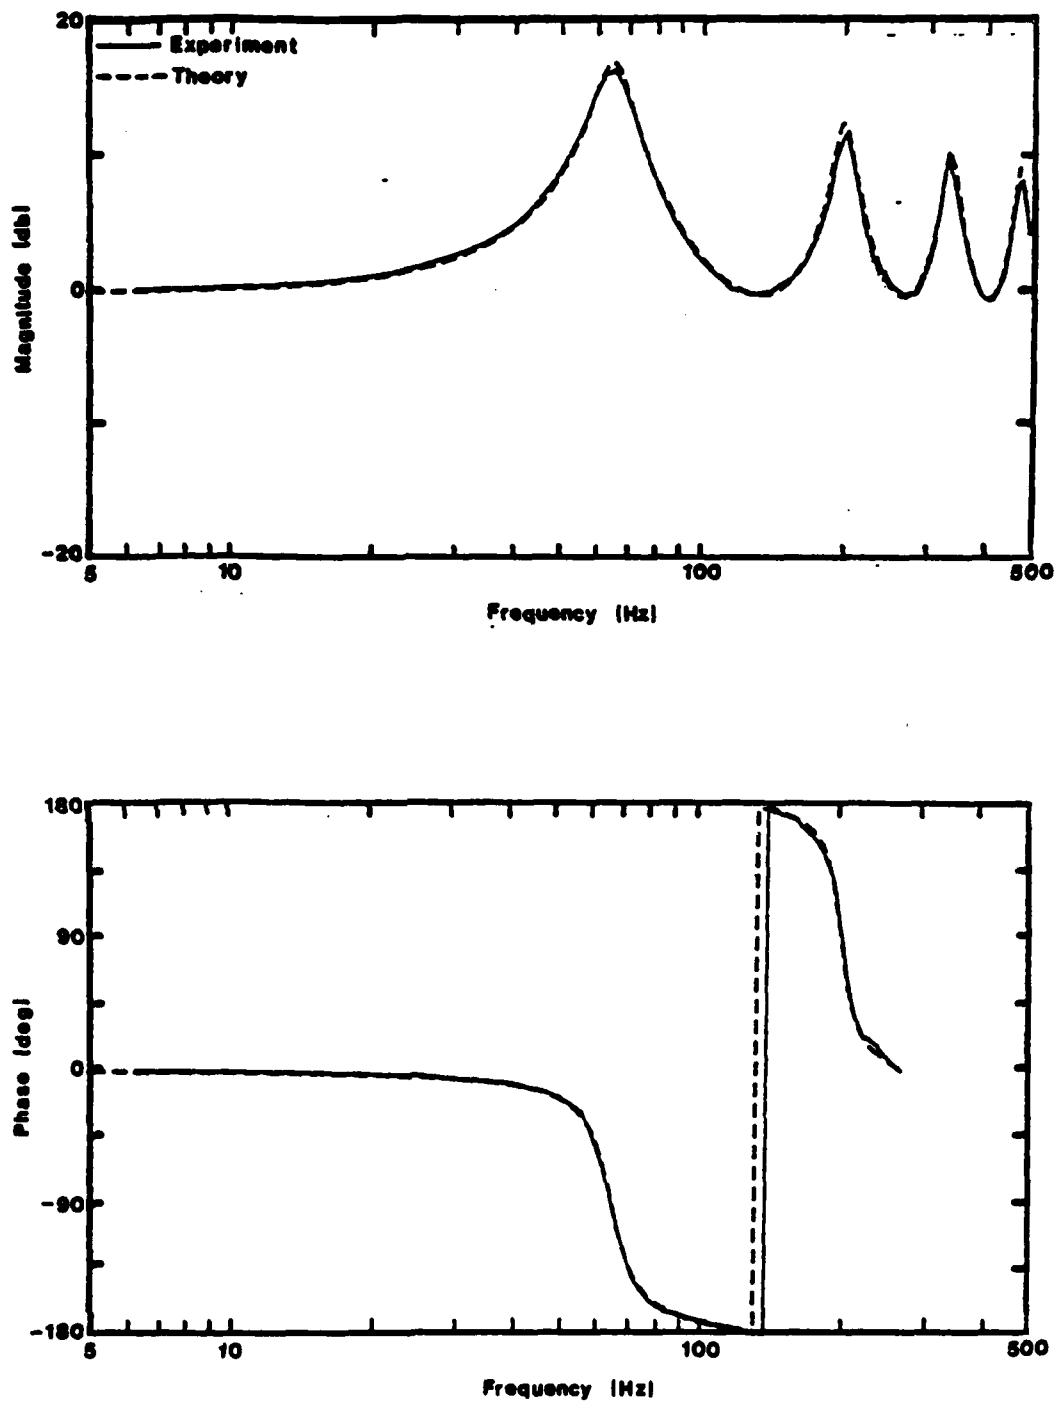 20
Experiment
Theory
Magnitude (db)
0
-20
5 10 100 500
Frequency (Hz)
180
90
Phase (deg)
0
-90
-180
5 10 100 500
Frequency (Hz)